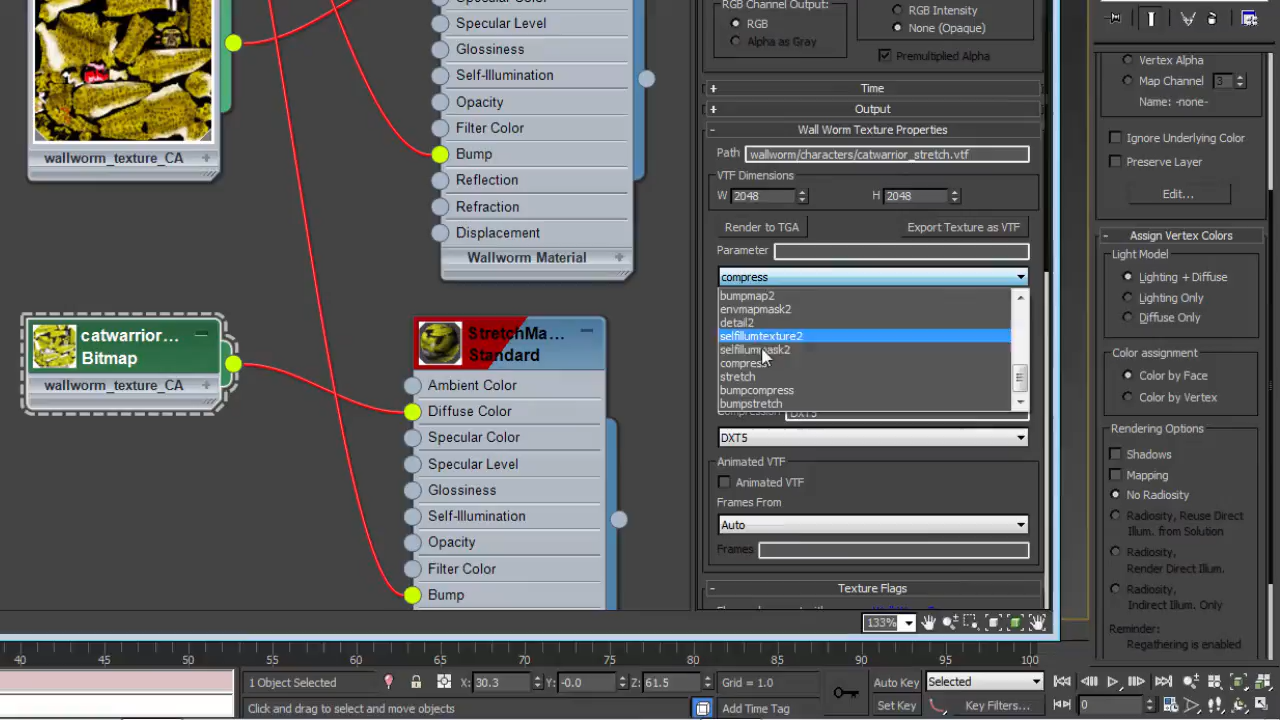 Specular Level
Glossiness
Self-Illumination
Opacity
Filter Color
Bump
Reflection
Refraction
Displacement
Wallworm Material +
wallworm_texture_CA +
catwarrior...
Bitmap
wallworm_texture_CA +
StretchMa...
Standard
Ambient Color
Diffuse Color
Specular Color
Specular Level
Glossiness
Self-Illumination
Opacity
Filter Color
Bump
RGB Channel Output:
RGB
Alpha as Gray
RGB Intensity
None (Opaque)
Premultiplied Alpha
+ Time
+ Output
- Wall Worm Texture Properties
Path wallworm/characters/catwarrior_stretch.vtf
VTF Dimensions
W 2048 H 2048
Render to TGA Export Texture as VTF
Parameter
compress
bumpmap2
envmapmask2
detail2
selfillumtexture2
compress
stretch
bumpcompress
bumpstretch
DXT5
Animated VTF
Animated VTF
Frames From
Auto
Frames
- Texture Flags
133%
Vertex Alpha
Map Channel 3
Name: -none-
Ignore Underlying Color
Preserve Layer
Edit...
- Assign Vertex Colors
Light Model
Lighting + Diffuse
Lighting Only
Diffuse Only
Color assignment
Color by Face
Color by Vertex
Rendering Options
Shadows
Mapping
No Radiosity
Radiosity, Reuse Direct
Illum. from Solution
Radiosity,
Render Direct Illum.
Radiosity,
Indirect Illum. Only
Reminder:
Regathering is enabled
40 45 50 55 60 65 70 75 80 85 90 95 100
1 Object Selected X: 30.3 Y: -0.0 Z: 61.5 Grid = 1.0 Auto Key Selected
Click and drag to select and move objects Add Time Tag Set Key Key Filters... 0